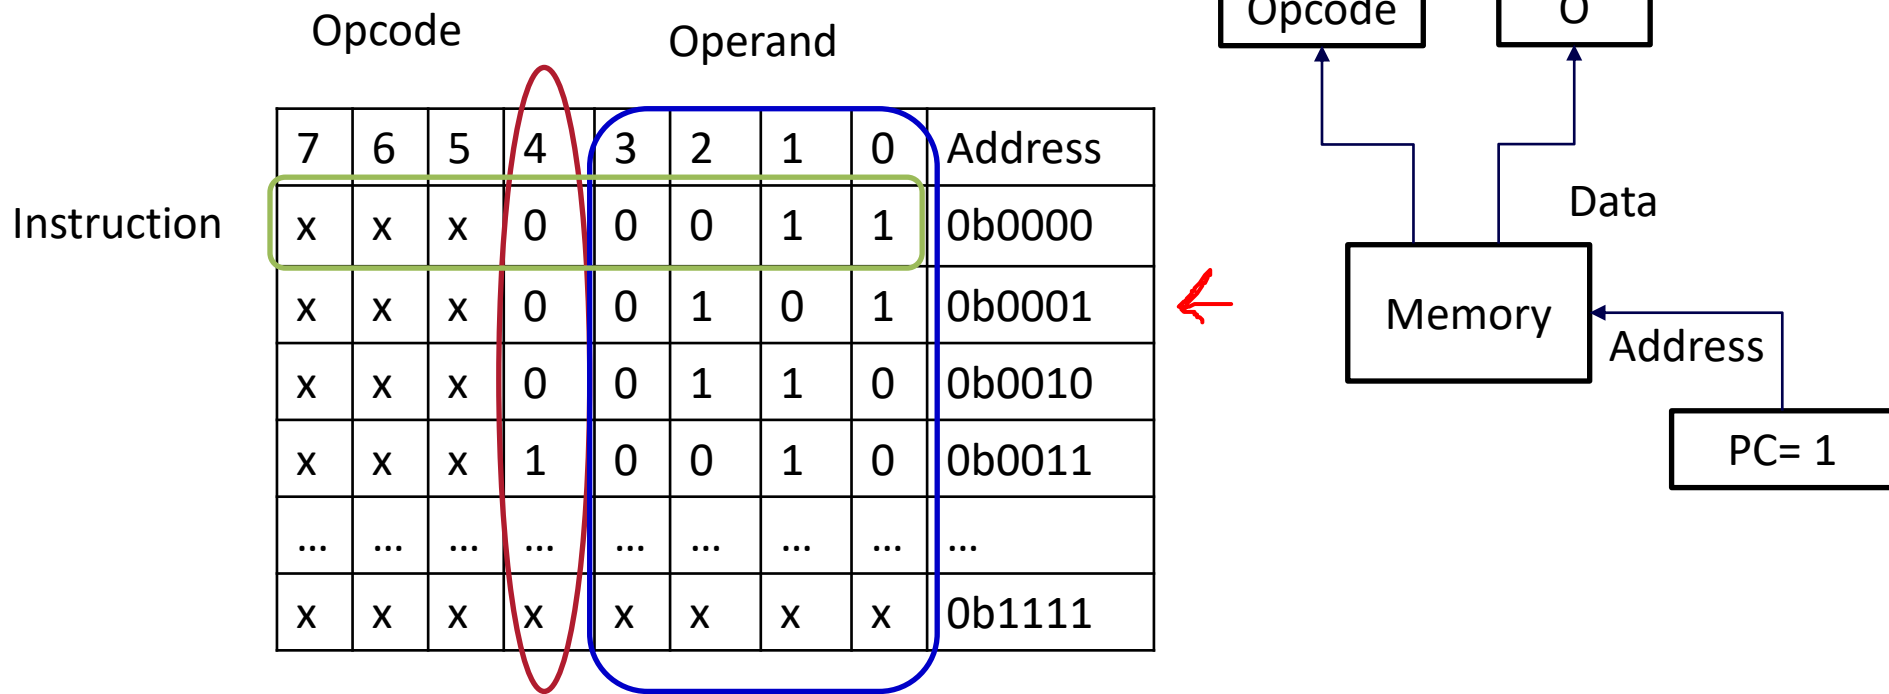 Opcode
Operand
7 6 5 4 3 2 1 0 Address
Instruction
x x x 0 0 0 1 1 0b0000
x x x 0 0 1 0 1 0b0001
x x x 0 0 1 1 0 0b0010
x x x 1 0 0 1 0 0b0011
... ... ... ... ... ... ... ... ...
x x x x x x x x 0b1111
Opcode
O
Data
Memory
Address
PC= 1